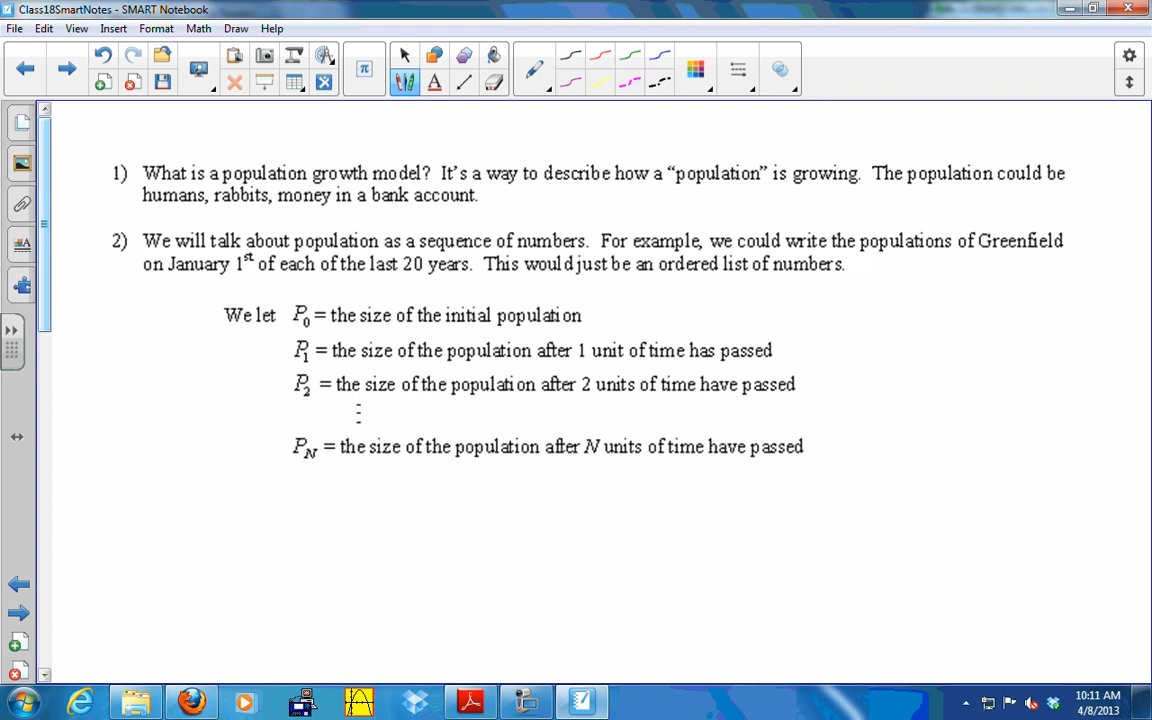 Class18SmartNotes - SMART Notebook
File Edit View Insert Format Math Draw Help
π
A
1) What is a population growth model? It's a way to describe how a "population" is growing. The population could be
humans, rabbits, money in a bank account.
2) We will talk about population as a sequence of numbers. For example, we could write the populations of Greenfield
on January 1st of each of the last 20 years. This would just be an ordered list of numbers.
We let P0 = the size of the initial population
P1 = the size of the population after 1 unit of time has passed
P2 = the size of the population after 2 units of time have passed
⋮
PN = the size of the population after N units of time have passed
10:11 AM
4/8/2013